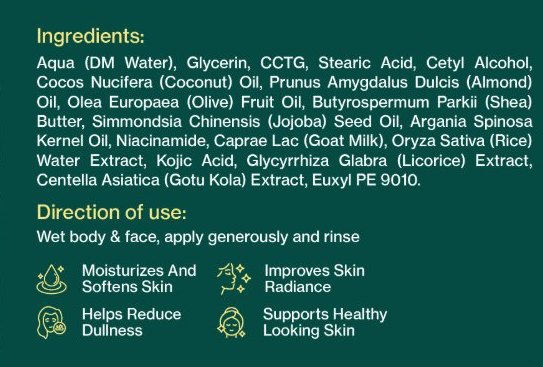 Ingredients:
Aqua (DM Water), Glycerin, CCTG, Stearic Acid, Cetyl Alcohol,
Cocos Nucifera (Coconut) Oil, Prunus Amygdalus Dulcis (Almond)
Oil, Olea Europaea (Olive) Fruit Oil, Butyrospermum Parkii (Shea)
Butter, Simmondsia Chinensis (Jojoba) Seed Oil, Argania Spinosa
Kernel Oil, Niacinamide, Caprae Lac (Goat Milk), Oryza Sativa (Rice)
Water Extract, Kojic Acid, Glycyrrhiza Glabra (Licorice) Extract,
Centella Asiatica (Gotu Kola) Extract, Euxyl PE 9010.
Direction of use:
Wet body & face, apply generously and rinse
Moisturizes And
Softens Skin
Improves Skin
Radiance
Helps Reduce
Dullness
Supports Healthy
Looking Skin